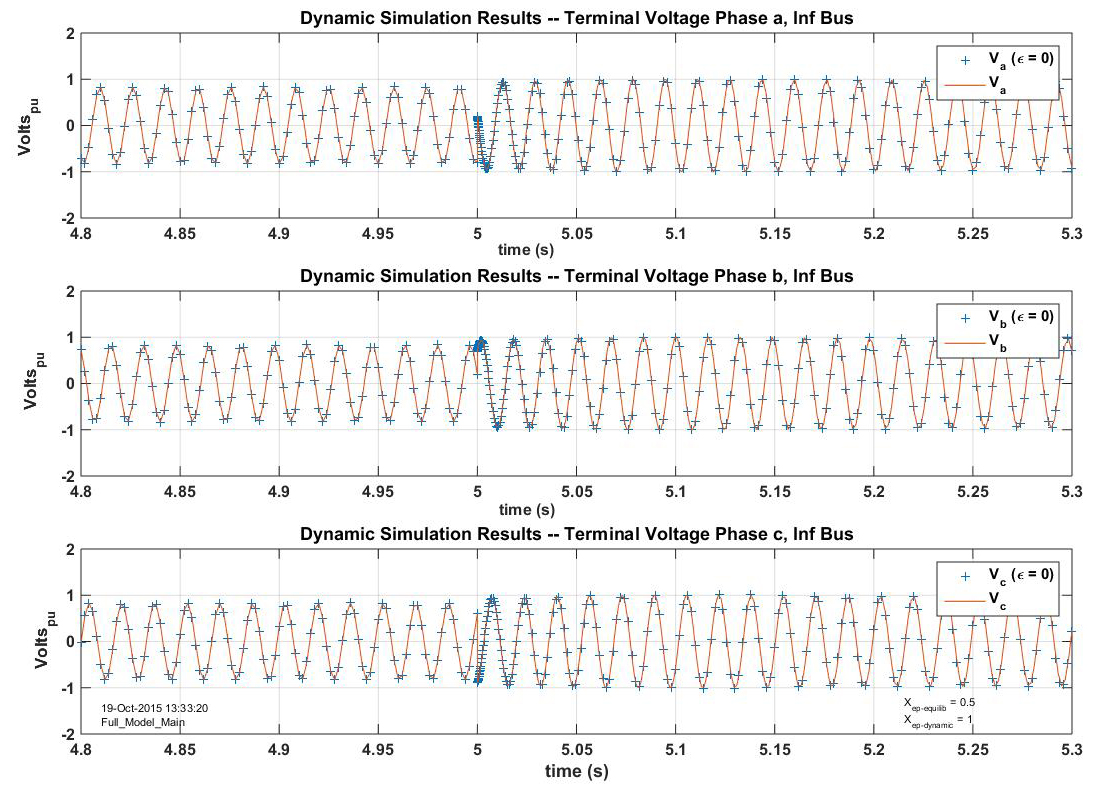 Dynamic Simulation Results -- Terminal Voltage Phase a, Inf Bus
2
1
0
-1
-2
Volts_pu
V_a (ϵ = 0)
V_a
4.8 4.85 4.9 4.95 5 5.05 5.1 5.15 5.2 5.25 5.3
time (s)
Dynamic Simulation Results -- Terminal Voltage Phase b, Inf Bus
2
1
0
-1
-2
Volts_pu
V_b (ϵ = 0)
V_b
4.8 4.85 4.9 4.95 5 5.05 5.1 5.15 5.2 5.25 5.3
time (s)
Dynamic Simulation Results -- Terminal Voltage Phase c, Inf Bus
2
1
0
-1
-2
Volts_pu
V_c (ϵ = 0)
V_c
19-Oct-2015 13:33:20
Full_Model_Main
X_ep-equilib = 0.5
X_ep-dynamic = 1
4.8 4.85 4.9 4.95 5 5.05 5.1 5.15 5.2 5.25 5.3
time (s)